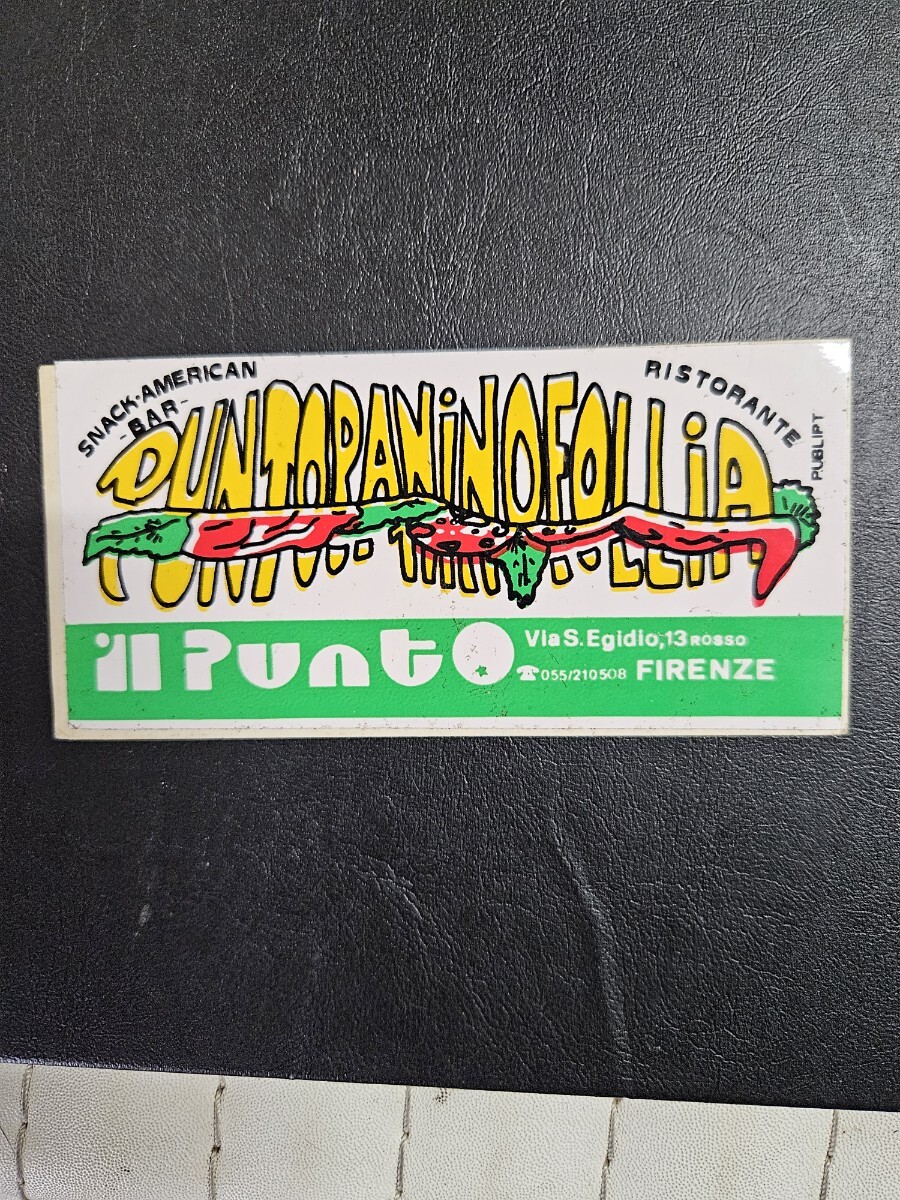 SNACK·AMERICAN
-BAR-
RISTORANTE
PUNTOPANiNOFOLLiA
PUBLIPT
il Punto
Via S. Egidio, 13 ROSSO
☎ 055/210508 FIRENZE